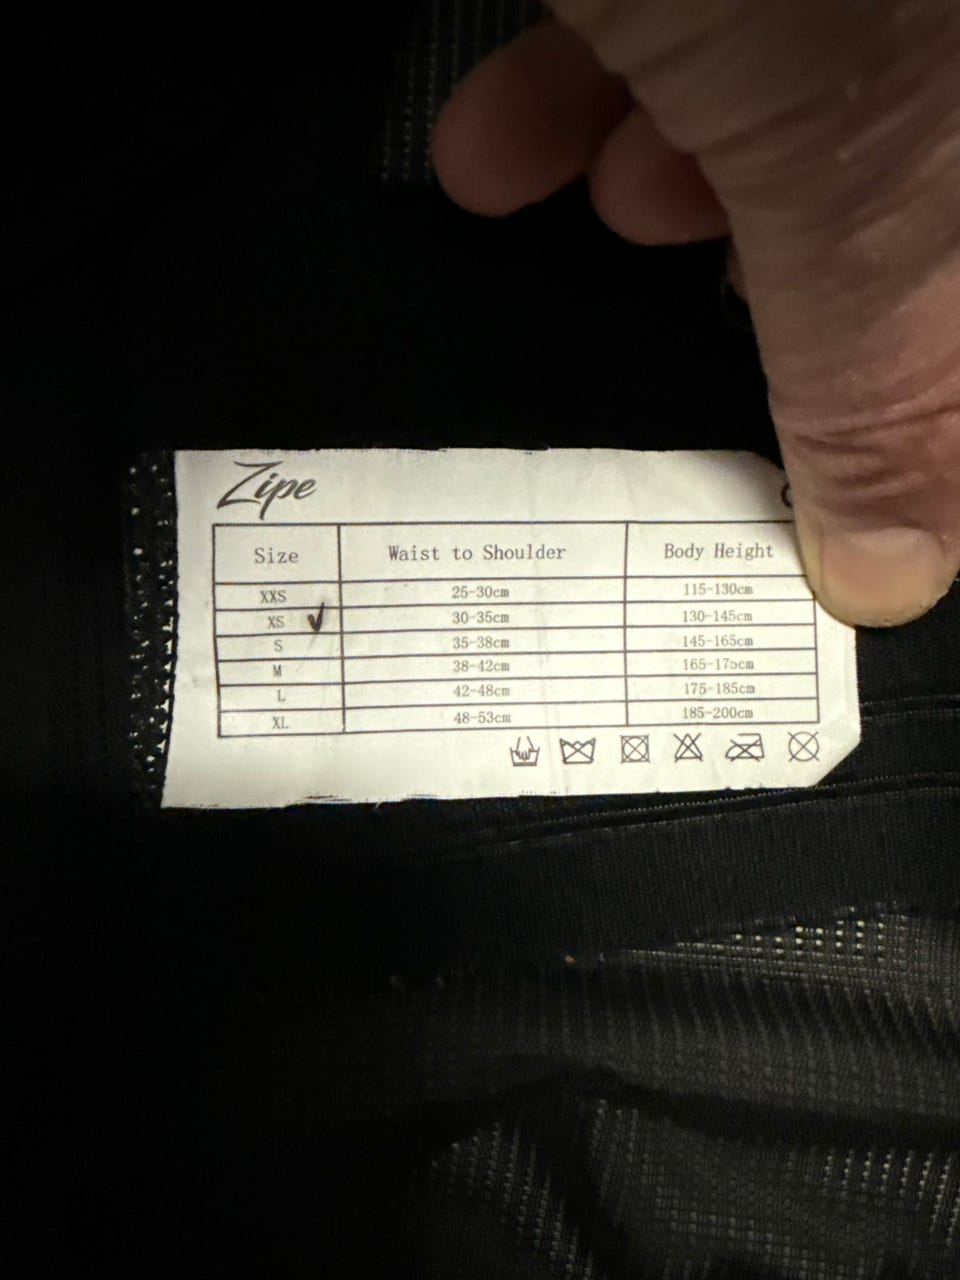 Zipe
Size Waist to Shoulder Body Height
XXS 25-30cm 115-130cm
XS ✓ 30-35cm 130-145cm
S 35-38cm 145-165cm
M 38-42cm 165-175cm
L 42-48cm 175-185cm
XL 48-53cm 185-200cm